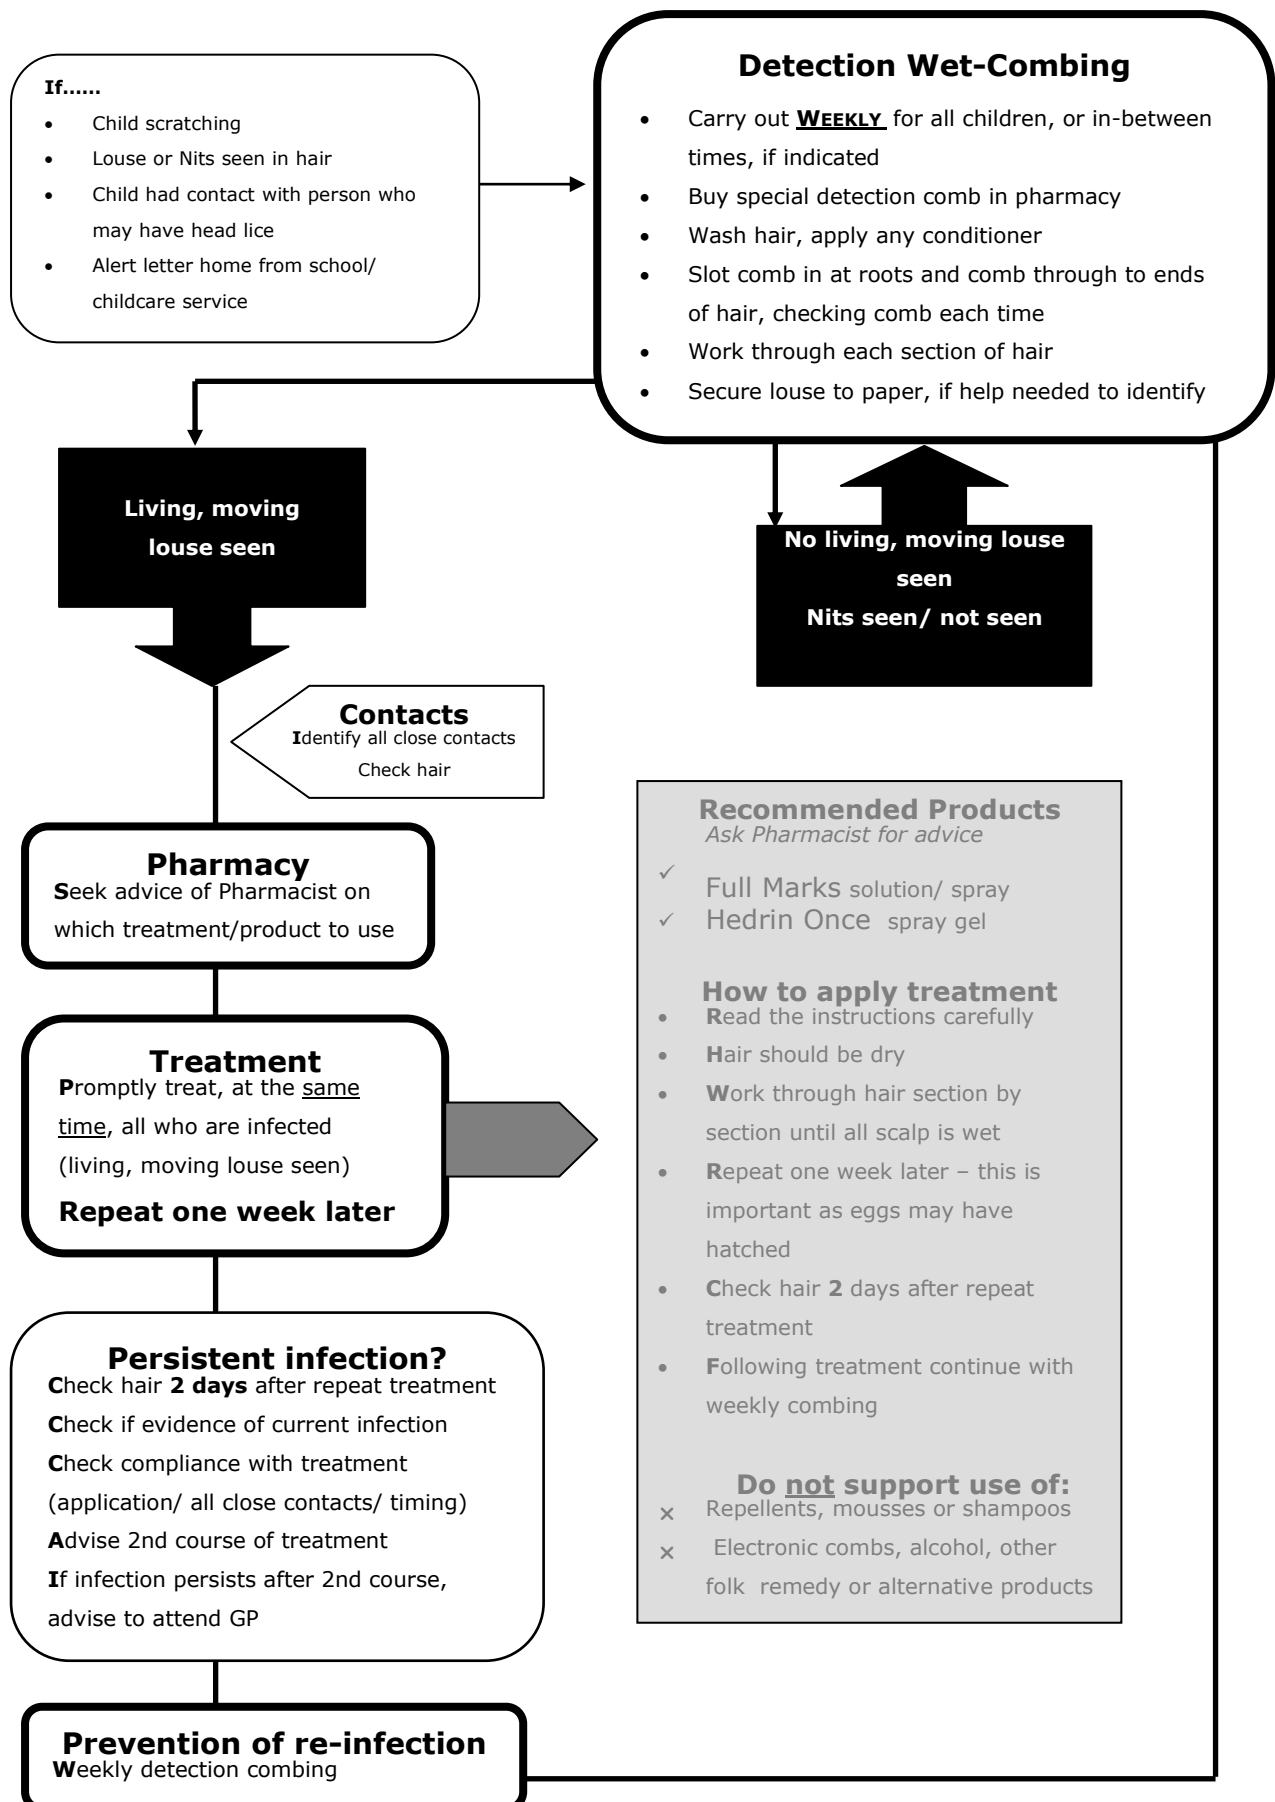 If......
• Child scratching
• Louse or Nits seen in hair
• Child had contact with person who
may have head lice
• Alert letter home from school/
childcare service
Detection Wet-Combing
• Carry out WEEKLY for all children, or in-between
times, if indicated
• Buy special detection comb in pharmacy
• Wash hair, apply any conditioner
• Slot comb in at roots and comb through to ends
of hair, checking comb each time
• Work through each section of hair
• Secure louse to paper, if help needed to identify
Living, moving
louse seen
No living, moving louse
seen
Nits seen/ not seen
Contacts
Identify all close contacts
Check hair
Pharmacy
Seek advice of Pharmacist on
which treatment/product to use
Treatment
Promptly treat, at the same
time, all who are infected
(living, moving louse seen)
Repeat one week later
Recommended Products
Ask Pharmacist for advice
✓ Full Marks solution/ spray
✓ Hedrin Once spray gel
How to apply treatment
• Read the instructions carefully
• Hair should be dry
• Work through hair section by
section until all scalp is wet
• Repeat one week later – this is
important as eggs may have
hatched
• Check hair 2 days after repeat
treatment
• Following treatment continue with
weekly combing
Do not support use of:
× Repellents, mousses or shampoos
× Electronic combs, alcohol, other
folk remedy or alternative products
Persistent infection?
Check hair 2 days after repeat treatment
Check if evidence of current infection
Check compliance with treatment
(application/ all close contacts/ timing)
Advise 2nd course of treatment
If infection persists after 2nd course,
advise to attend GP
Prevention of re-infection
Weekly detection combing